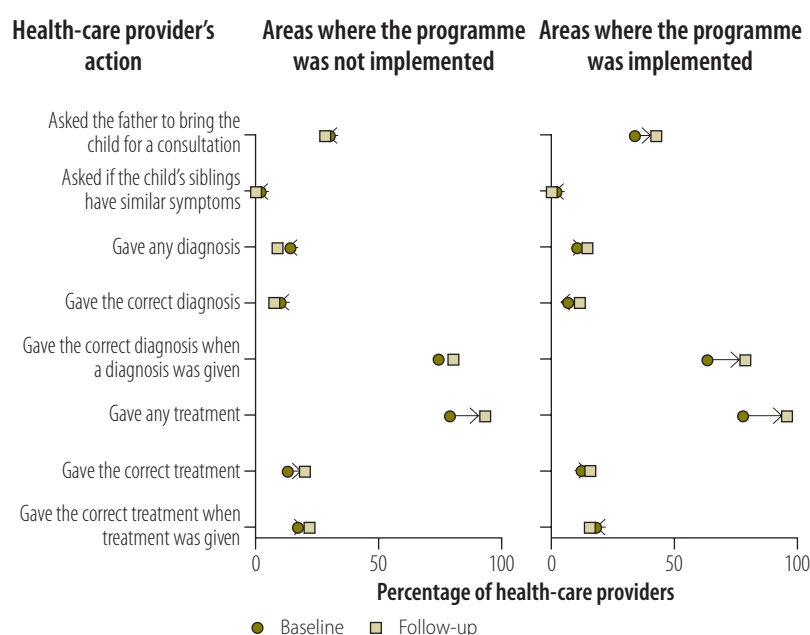 Health-care provider's
action
Areas where the programme
was not implemented
Areas where the programme
was implemented
Asked the father to bring the
child for a consultation
Asked if the child's siblings
have similar symptoms
Gave any diagnosis
Gave the correct diagnosis
Gave the correct diagnosis when
a diagnosis was given
Gave any treatment
Gave the correct treatment
Gave the correct treatment when
treatment was given
0 50 100
0 50 100
Percentage of health-care providers
Baseline Follow-up